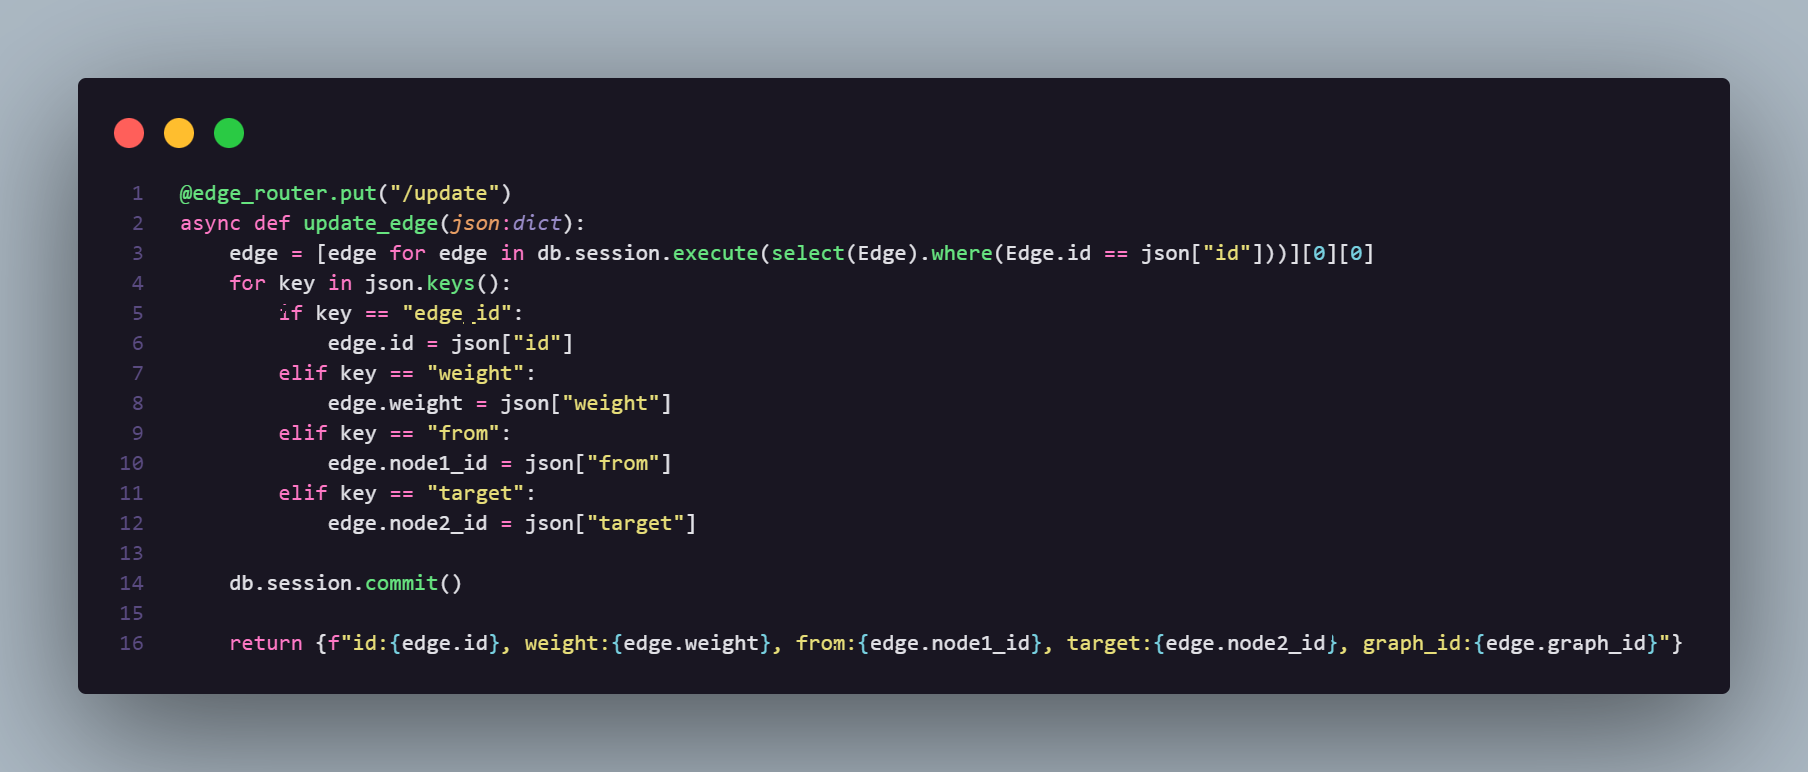 1 @edge_router.put("/update")
2 async def update_edge(json:dict):
3     edge = [edge for edge in db.session.execute(select(Edge).where(Edge.id == json["id"]))][0][0]
4     for key in json.keys():
5         if key == "edge_id":
6             edge.id = json["id"]
7         elif key == "weight":
8             edge.weight = json["weight"]
9         elif key == "from":
10             edge.node1_id = json["from"]
11         elif key == "target":
12             edge.node2_id = json["target"]
13
14     db.session.commit()
15
16     return {f"id:{edge.id}, weight:{edge.weight}, from:{edge.node1_id}, target:{edge.node2_id}, graph_id:{edge.graph_id}"}